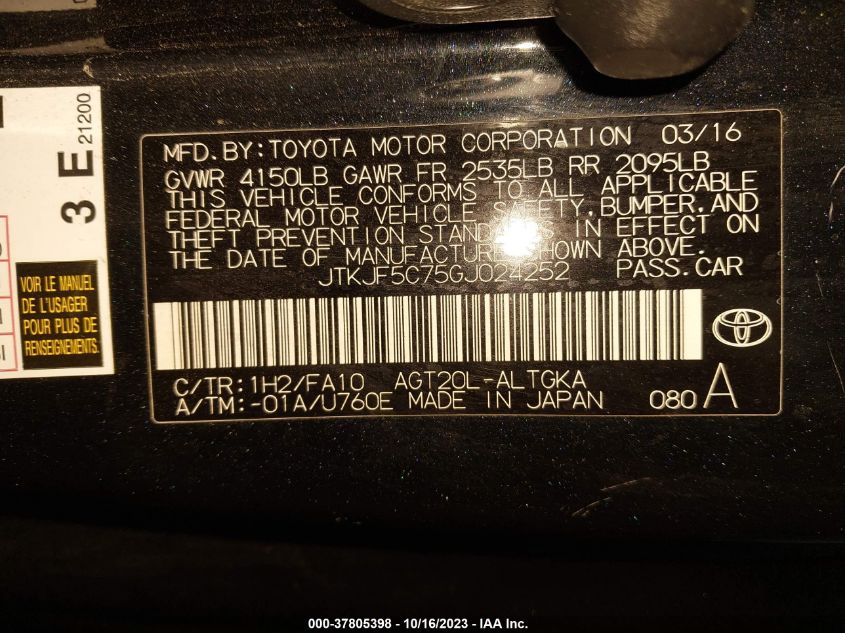 MFD. BY: TOYOTA MOTOR CORPORATION 03/16
GVWR 4150LB GAWR FR 2535LB RR 2095LB
THIS VEHICLE CONFORMS TO ALL APPLICABLE
FEDERAL MOTOR VEHICLE SAFETY, BUMPER, AND
THEFT PREVENTION STANDARDS IN EFFECT ON
THE DATE OF MANUFACTURE SHOWN ABOVE.
JTKJF5C75GJ024252 PASS. CAR
C/TR: 1H2/FA10 AGT20L-ALTGKA
A/TM: -01A/U760E MADE IN JAPAN 080 A
3 E
21200
VOIR LE MANUEL
DE L'USAGER
POUR PLUS DE
RENSEIGNEMENTS.
000-37805398 - 10/16/2023 - IAA Inc.